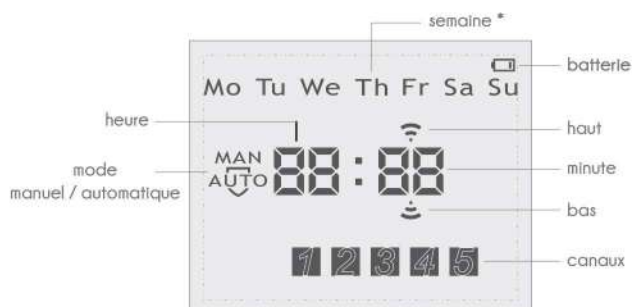 semaine *
batterie
Mo Tu We Th Fr Sa Su
heure
haut
MAN
AUTO
88:88
mode
manuel / automatique
minute
bas
1 2 3 4 5
canaux